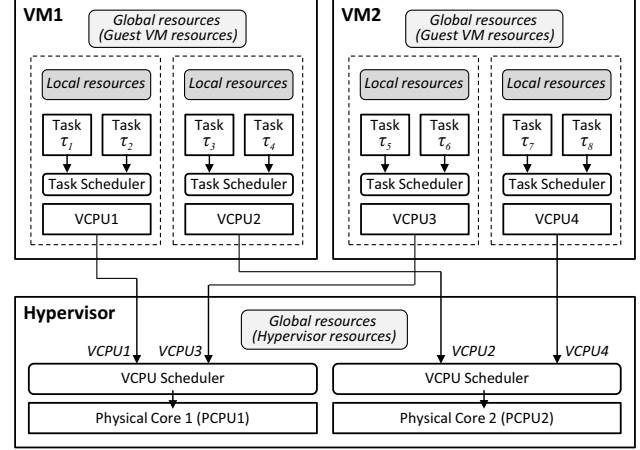 VM1
Global resources
(Guest VM resources)
Local resources
Local resources
Task
τ1
Task
τ2
Task
τ3
Task
τ4
Task Scheduler
Task Scheduler
VCPU1
VCPU2
VM2
Global resources
(Guest VM resources)
Local resources
Local resources
Task
τ5
Task
τ6
Task
τ7
Task
τ8
Task Scheduler
Task Scheduler
VCPU3
VCPU4
Hypervisor
Global resources
(Hypervisor resources)
VCPU1
VCPU3
VCPU2
VCPU4
VCPU Scheduler
VCPU Scheduler
Physical Core 1 (PCPU1)
Physical Core 2 (PCPU2)